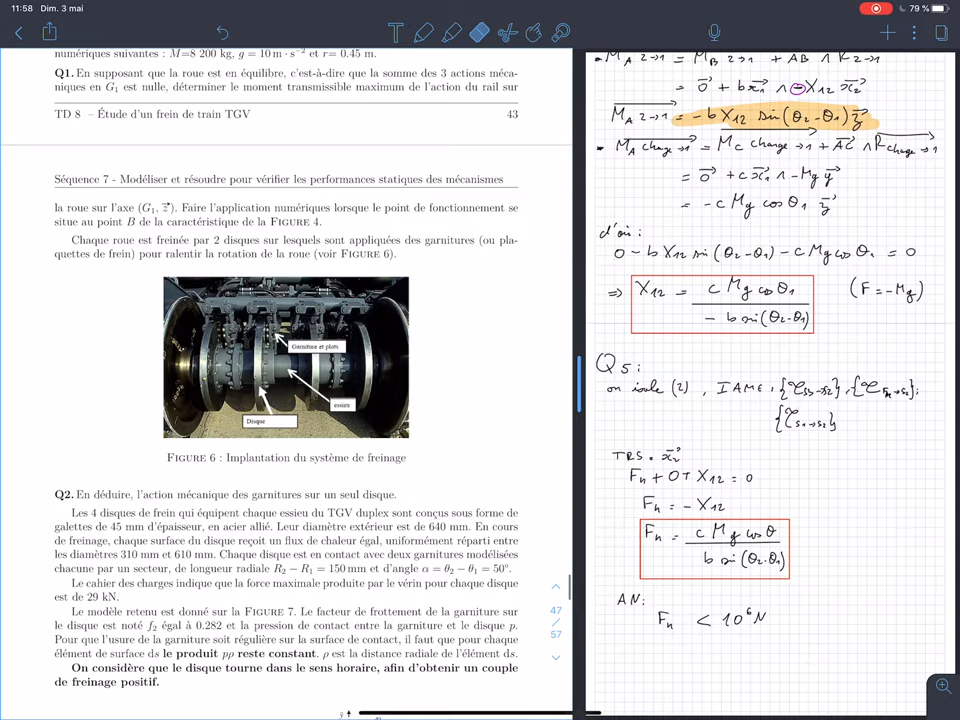 11:58 Dim. 3 mai
79 %
numériques suivantes : M=8 200 kg, g = 10 m · s⁻² et r= 0.45 m.
Q1. En supposant que la roue est en équilibre, c'est-à-dire que la somme des 3 actions méca-
niques en G₁ est nulle, déterminer le moment transmissible maximum de l'action du rail sur
TD 8 – Étude d'un frein de train TGV 43
Séquence 7 - Modéliser et résoudre pour vérifier les performances statiques des mécanismes
la roue sur l'axe (G₁, z⃗). Faire l'application numérique lorsque le point de fonctionnement se
situe au point B de la caractéristique de la FIGURE 4.
Chaque roue est freinée par 2 disques sur lesquels sont appliquées des garnitures (ou pla-
quettes de frein) pour ralentir la rotation de la roue (voir FIGURE 6).
Garniture et plots
essieu
Disque
FIGURE 6 : Implantation du système de freinage
Q2. En déduire, l'action mécanique des garnitures sur un seul disque.
Les 4 disques de frein qui équipent chaque essieu du TGV duplex sont conçus sous forme de
galettes de 45 mm d'épaisseur, en acier allié. Leur diamètre extérieur est de 640 mm. En cours
de freinage, chaque surface du disque reçoit un flux de chaleur égal, uniformément réparti entre
les diamètres 310 mm et 610 mm. Chaque disque est en contact avec deux garnitures modélisées
chacune par un secteur, de longueur radiale R₂ − R₁ = 150 mm et d'angle α = θ₂ − θ₁ = 50°.
Le cahier des charges indique que la force maximale produite par le vérin pour chaque disque
est de 29 kN.
Le modèle retenu est donné sur la FIGURE 7. Le facteur de frottement de la garniture sur
le disque est noté f₂ égal à 0.282 et la pression de contact entre la garniture et le disque p.
Pour que l'usure de la garniture soit régulière sur la surface de contact, il faut que pour chaque
élément de surface ds le produit pρ reste constant. ρ est la distance radiale de l'élément ds.
On considère que le disque tourne dans le sens horaire, afin d'obtenir un couple
de freinage positif.
47
/
57
M A 2→1 = M B 2→1 + AB ∧ R 2→1
= 0⃗ + b x₁⃗ ∧ − X₁₂ x₂⃗
M A 2→1 = − b X₁₂ sin(θ₂ − θ₁) z⃗
• M A charge→1 = M C charge→1 + AC ∧ R charge→1
= 0⃗ + c x₁⃗ ∧ − Mg y⃗
= − c Mg cos θ₁ z⃗
d'où :
0 − b X₁₂ sin(θ₂ − θ₁) − c Mg cos θ₁ = 0
⇒ X₁₂ = c Mg cos θ₁ / − b sin(θ₂ − θ₁) (F = − Mg)
Q5 :
on isole (2), IAME,
TRS . x₂⃗
Fₙ + 0 + X₁₂ = 0
Fₙ = − X₁₂
Fₙ = c Mg cos θ / b sin(θ₂ − θ₁)
AN :
Fₙ < 10⁶ N